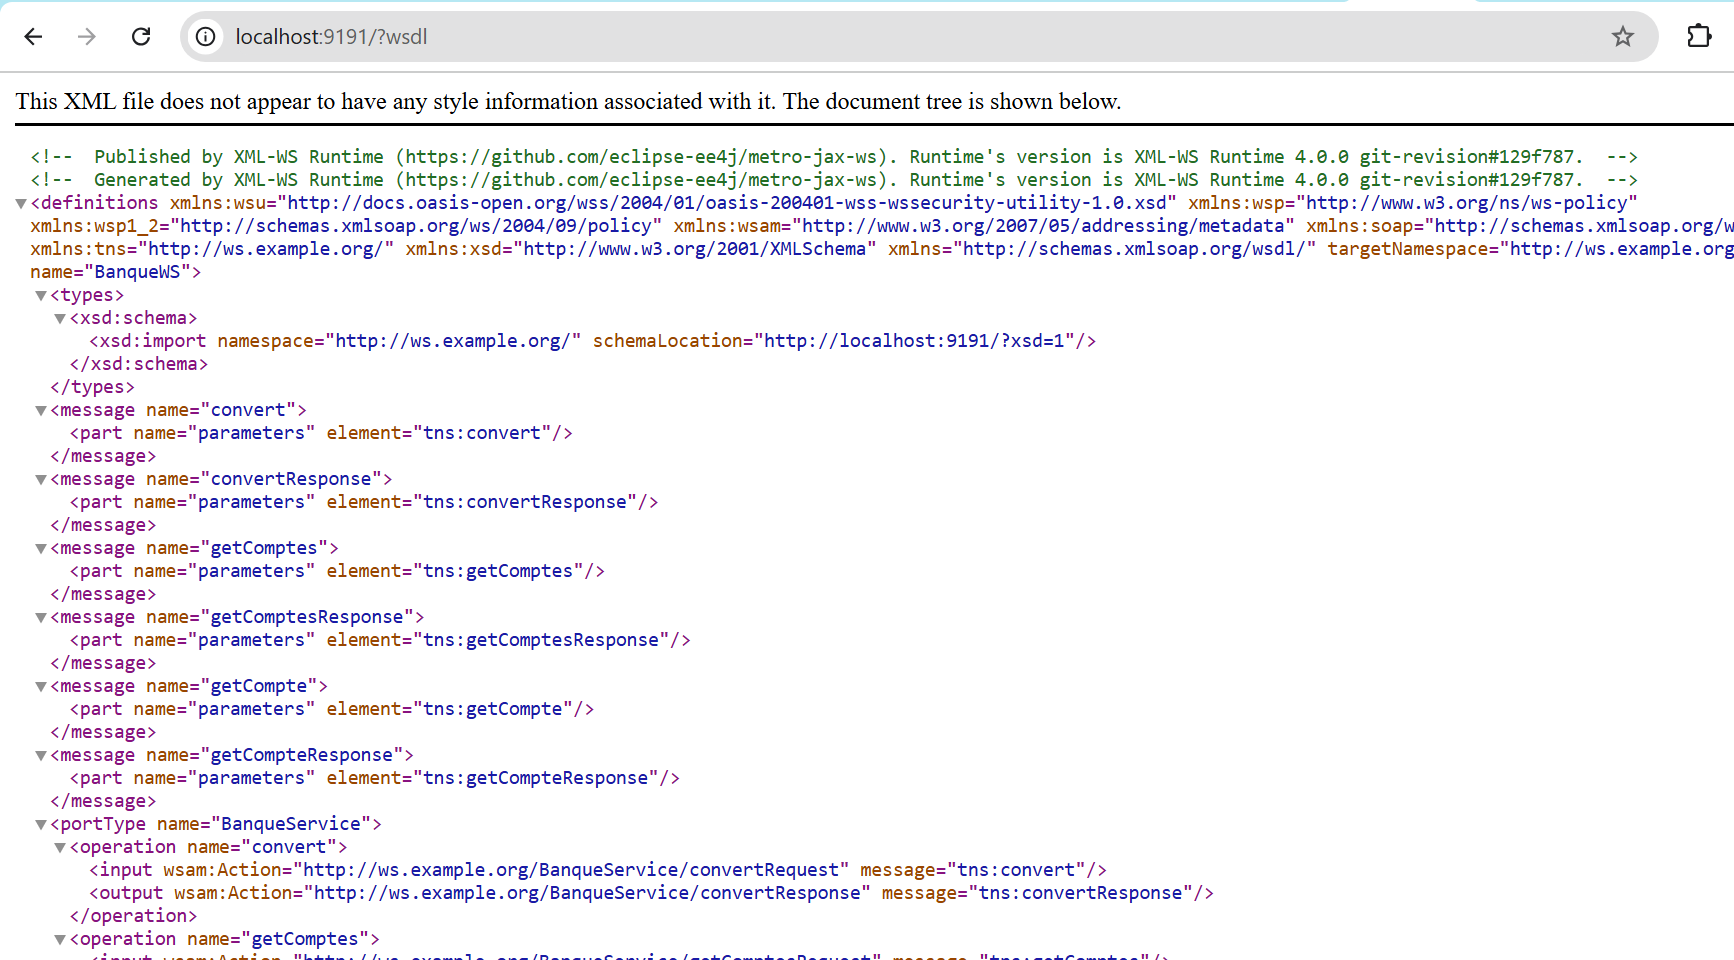 localhost:9191/?wsdl
This XML file does not appear to have any style information associated with it. The document tree is shown below.
<!--  Published by XML-WS Runtime (https://github.com/eclipse-ee4j/metro-jax-ws). Runtime's version is XML-WS Runtime 4.0.0 git-revision#129f787.  -->
<!--  Generated by XML-WS Runtime (https://github.com/eclipse-ee4j/metro-jax-ws). Runtime's version is XML-WS Runtime 4.0.0 git-revision#129f787.  -->
<definitions xmlns:wsu="http://docs.oasis-open.org/wss/2004/01/oasis-200401-wss-wssecurity-utility-1.0.xsd" xmlns:wsp="http://www.w3.org/ns/ws-policy"
xmlns:wsp1_2="http://schemas.xmlsoap.org/ws/2004/09/policy" xmlns:wsam="http://www.w3.org/2007/05/addressing/metadata" xmlns:soap="http://schemas.xmlsoap.org/w
xmlns:tns="http://ws.example.org/" xmlns:xsd="http://www.w3.org/2001/XMLSchema" xmlns="http://schemas.xmlsoap.org/wsdl/" targetNamespace="http://ws.example.org
name="BanqueWS">
<types>
<xsd:schema>
<xsd:import namespace="http://ws.example.org/" schemaLocation="http://localhost:9191/?xsd=1"/>
</xsd:schema>
</types>
<message name="convert">
<part name="parameters" element="tns:convert"/>
</message>
<message name="convertResponse">
<part name="parameters" element="tns:convertResponse"/>
</message>
<message name="getComptes">
<part name="parameters" element="tns:getComptes"/>
</message>
<message name="getComptesResponse">
<part name="parameters" element="tns:getComptesResponse"/>
</message>
<message name="getCompte">
<part name="parameters" element="tns:getCompte"/>
</message>
<message name="getCompteResponse">
<part name="parameters" element="tns:getCompteResponse"/>
</message>
<portType name="BanqueService">
<operation name="convert">
<input wsam:Action="http://ws.example.org/BanqueService/convertRequest" message="tns:convert"/>
<output wsam:Action="http://ws.example.org/BanqueService/convertResponse" message="tns:convertResponse"/>
</operation>
<operation name="getComptes">
<input wsam:Action="http://ws.example.org/BanqueService/getComptesRequest" message="tns:getComptes"/>